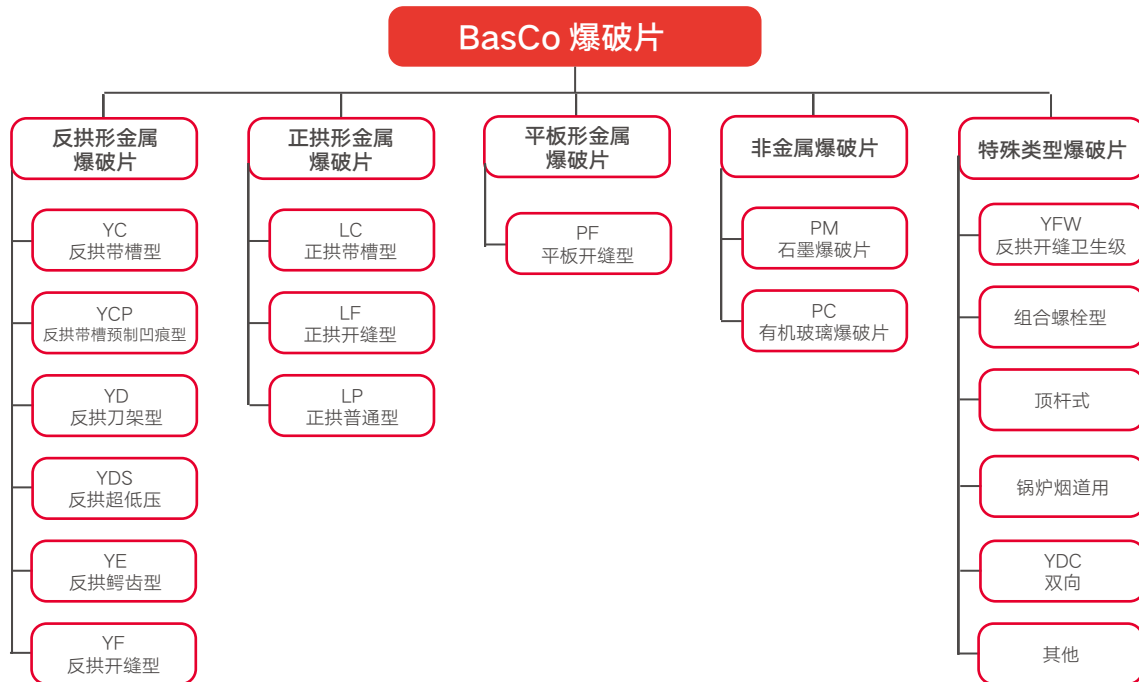 BasCo 爆破片
反拱形金属
爆破片
YC
反拱带槽型
YCP
反拱带槽预制凹痕型
YD
反拱刀架型
YDS
反拱超低压
YE
反拱鳄齿型
YF
反拱开缝型
正拱形金属
爆破片
LC
正拱带槽型
LF
正拱开缝型
LP
正拱普通型
平板形金属
爆破片
PF
平板开缝型
非金属爆破片
PM
石墨爆破片
PC
有机玻璃爆破片
特殊类型爆破片
YFW
反拱开缝卫生级
组合螺栓型
顶杆式
锅炉烟道用
YDC
双向
其他